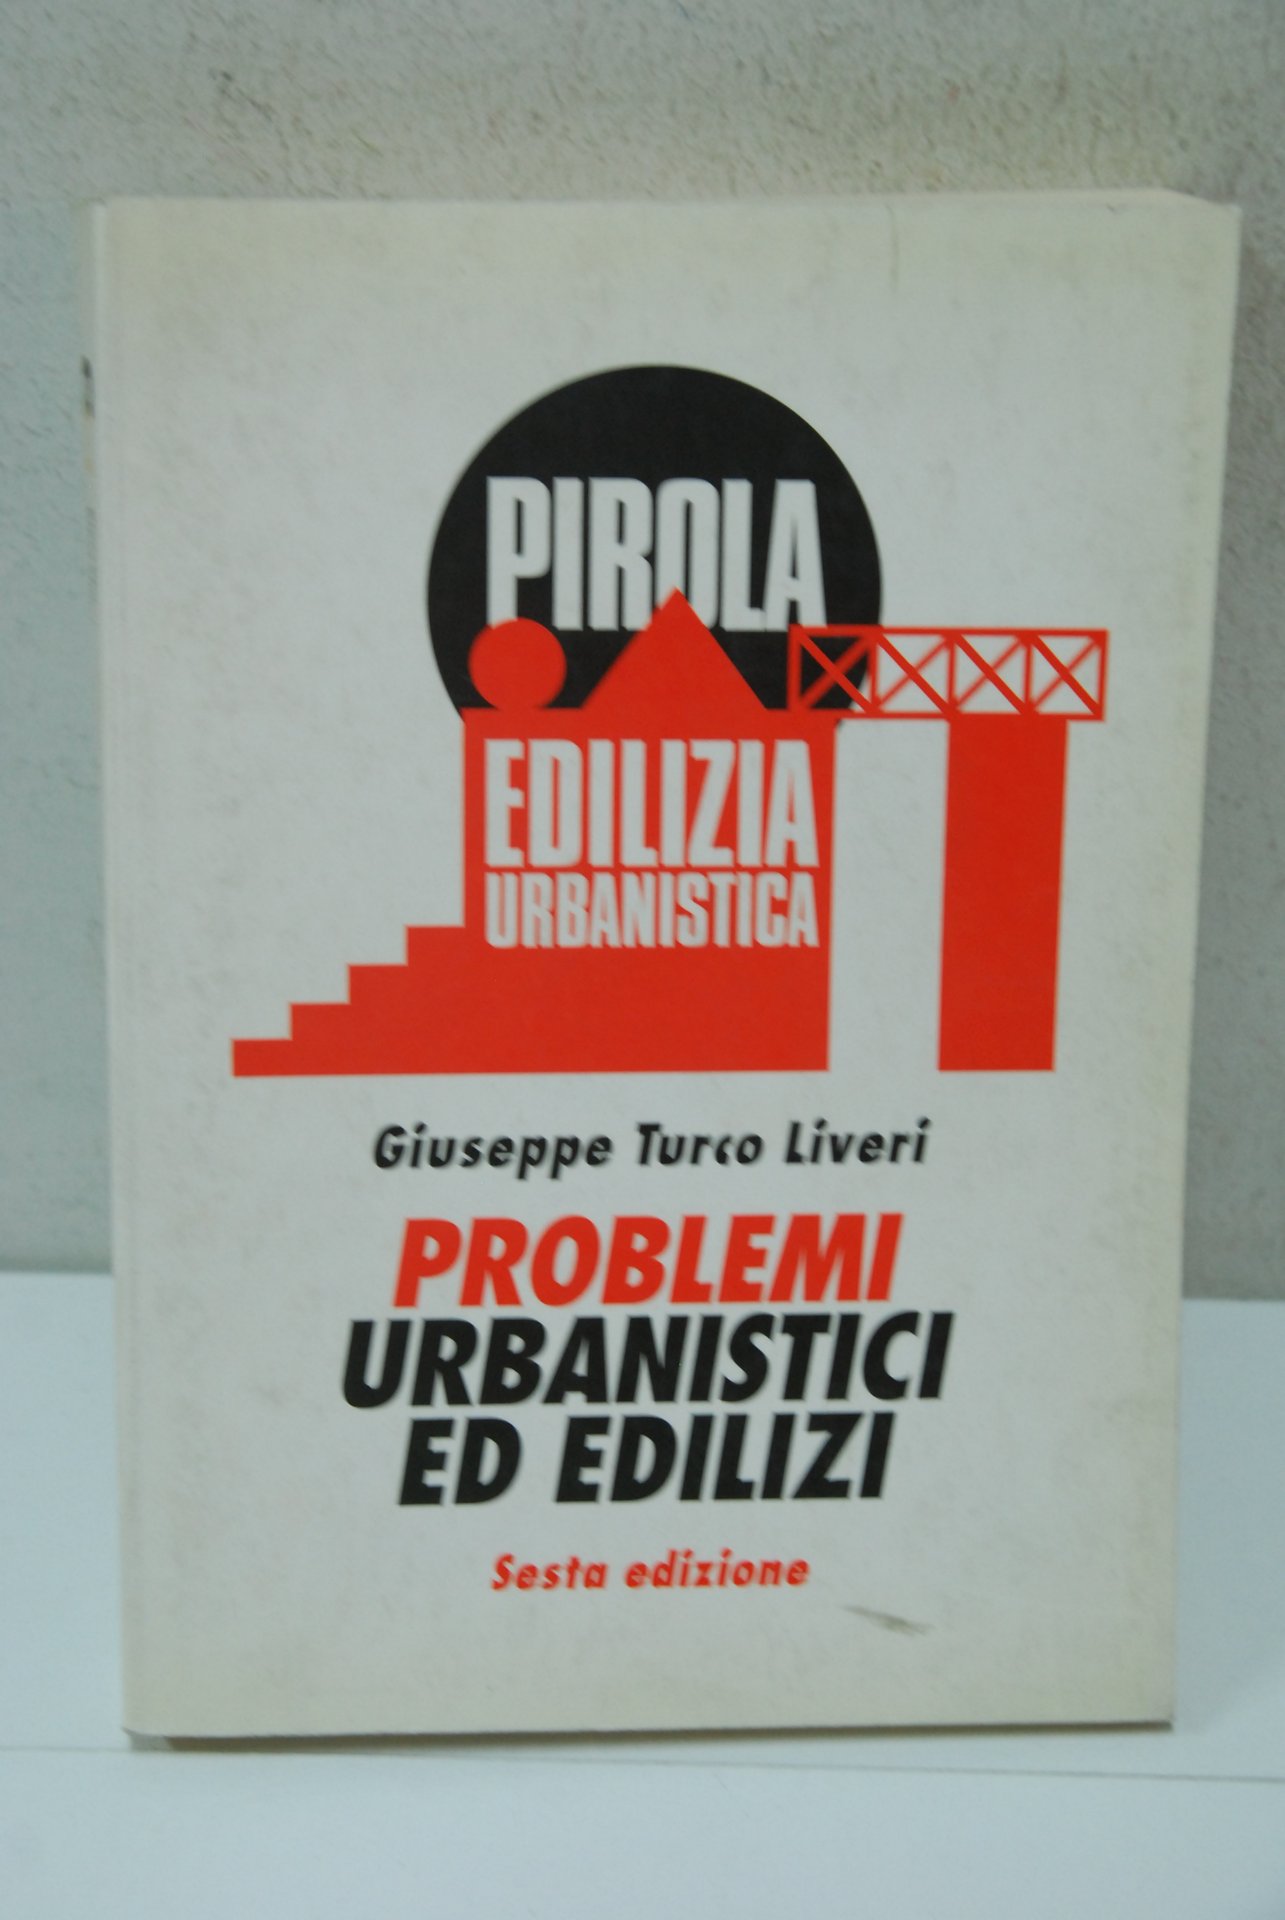 PIROLA
EDILIZIA
URBANISTICA
Giuseppe Turco Liveri
PROBLEMI
URBANISTICI
ED EDILIZI
Sesta edizione